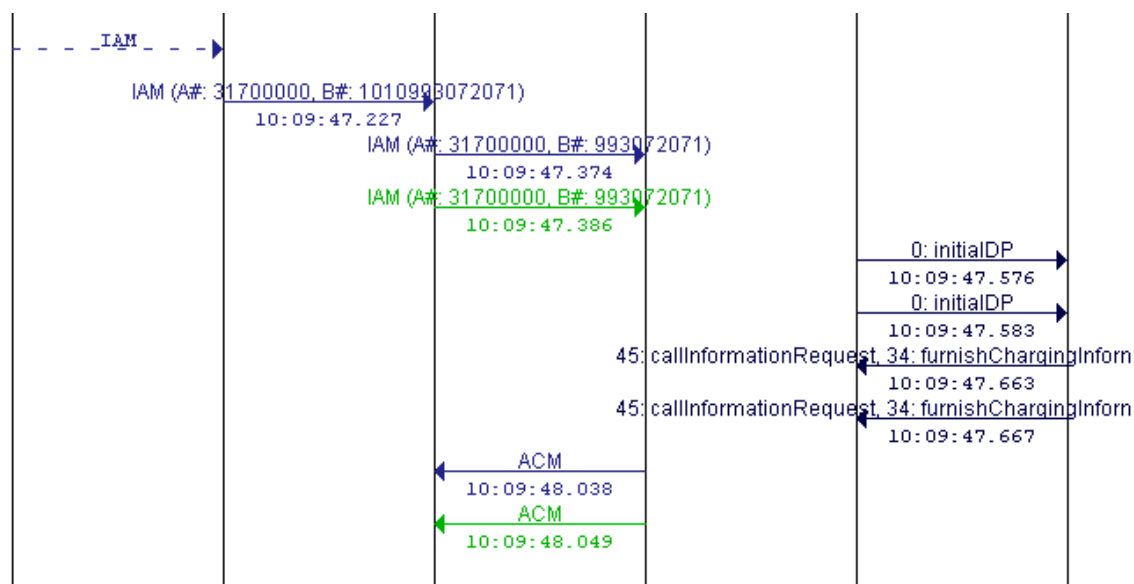 IAM
IAM (A#: 31700000, B#: 1010993072071)
10:09:47.227
IAM (A#: 31700000, B#: 993072071)
10:09:47.374
IAM (A#: 31700000, B#: 993072071)
10:09:47.386
0: initialDP
10:09:47.576
0: initialDP
10:09:47.583
45: callInformationRequest, 34: furnishChargingInforn
10:09:47.663
45: callInformationRequest, 34: furnishChargingInforn
10:09:47.667
ACM
10:09:48.038
ACM
10:09:48.049